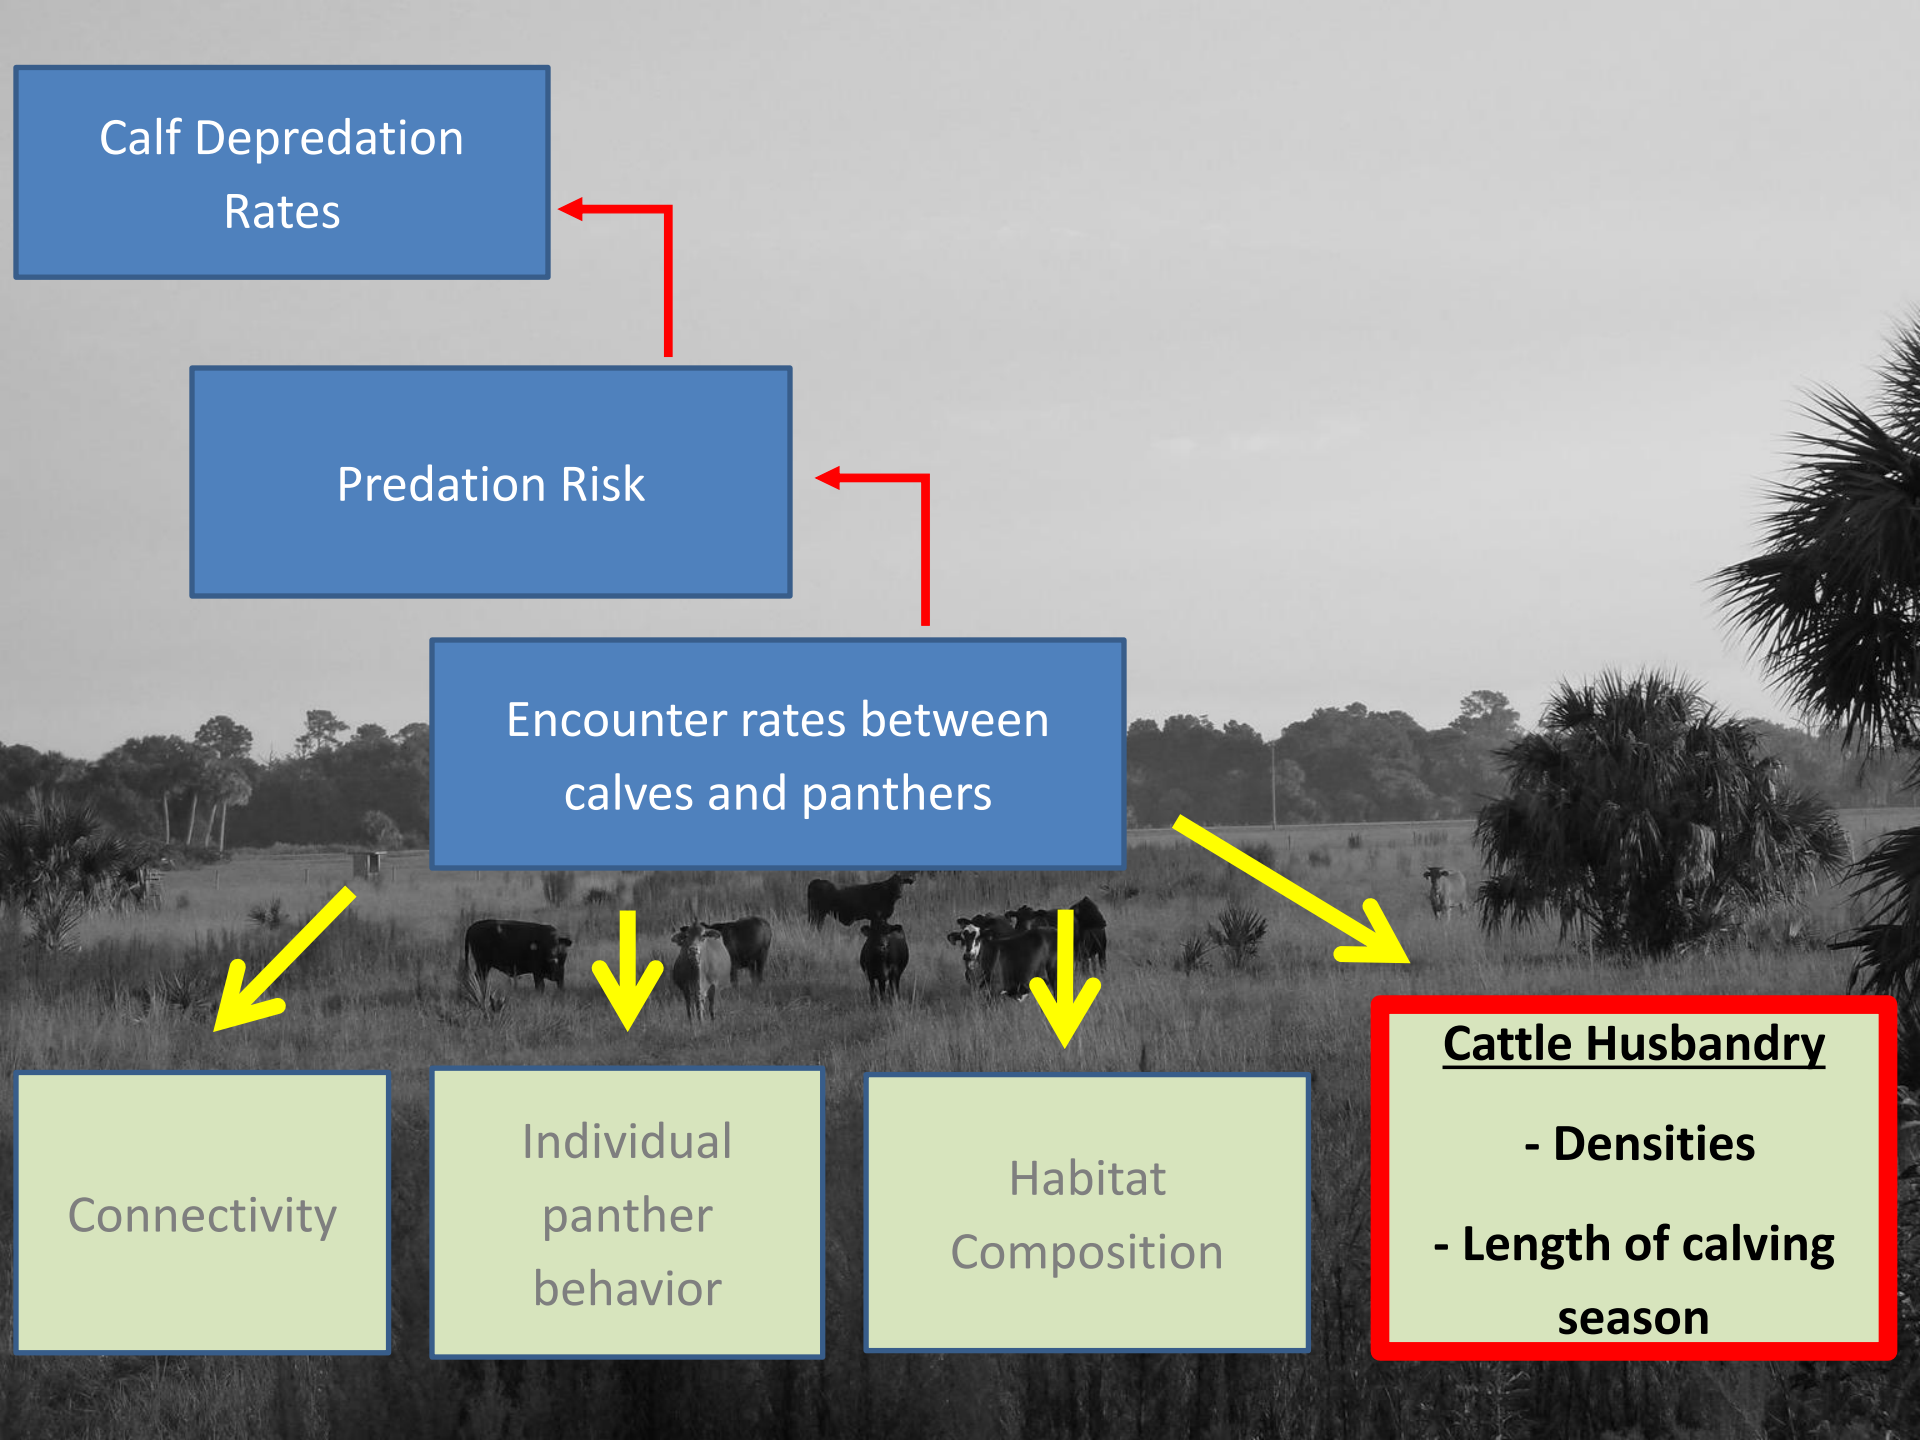 Calf Depredation
Rates
Predation Risk
Encounter rates between
calves and panthers
Connectivity
Individual
panther
behavior
Habitat
Composition
Cattle Husbandry
- Densities
- Length of calving
season